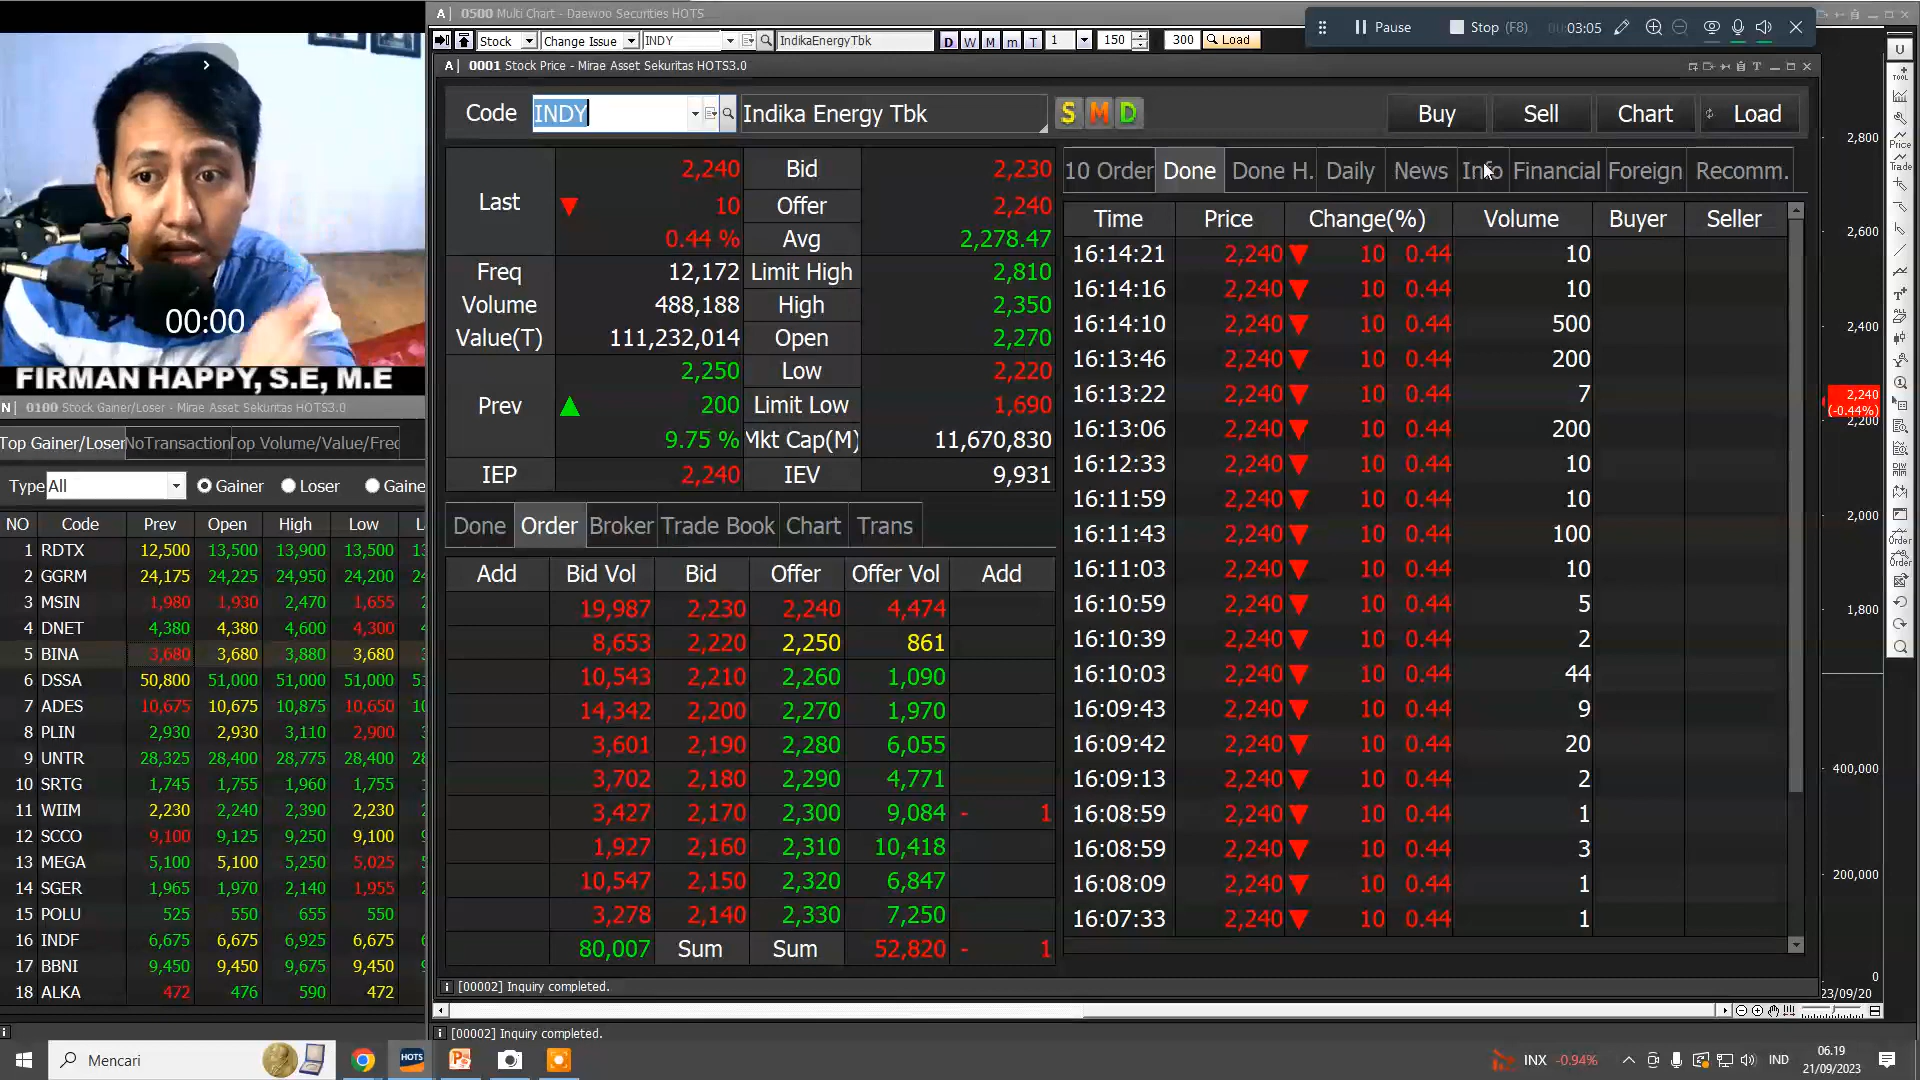 0500 Multi Chart - Daewoo Securities HOTS
Pause Stop (F8) 03:05
Stock Change Issue INDY IndikaEnergyTbk D W M m T 1 150 300 Load
0001 Stock Price - Mirae Asset Sekuritas HOTS3.0
Code INDY Indika Energy Tbk S M D Buy Sell Chart Load
Last 2,240 Bid 2,230
▼ 10 Offer 2,240
0.44 % Avg 2,278.47
Freq 12,172 Limit High 2,810
Volume 488,188 High 2,350
Value(T) 111,232,014 Open 2,270
Prev 2,250 Low 2,220
▲ 200 Limit Low 1,690
9.75 % Mkt Cap(M) 11,670,830
IEP 2,240 IEV 9,931
Done Order Broker Trade Book Chart Trans
Add Bid Vol Bid Offer Offer Vol Add
19,987 2,230 2,240 4,474
8,653 2,220 2,250 861
10,543 2,210 2,260 1,090
14,342 2,200 2,270 1,970
3,601 2,190 2,280 6,055
3,702 2,180 2,290 4,771
3,427 2,170 2,300 9,084 - 1
1,927 2,160 2,310 10,418
10,547 2,150 2,320 6,847
3,278 2,140 2,330 7,250
80,007 Sum Sum 52,820 - 1
[00002] Inquiry completed.
[00002] Inquiry completed.
10 Order Done Done H. Daily News Info Financial Foreign Recomm.
Time Price Change(%) Volume Buyer Seller
16:14:21 2,240 ▼ 10 0.44 10
16:14:16 2,240 ▼ 10 0.44 10
16:14:10 2,240 ▼ 10 0.44 500
16:13:46 2,240 ▼ 10 0.44 200
16:13:22 2,240 ▼ 10 0.44 7
16:13:06 2,240 ▼ 10 0.44 200
16:12:33 2,240 ▼ 10 0.44 10
16:11:59 2,240 ▼ 10 0.44 10
16:11:43 2,240 ▼ 10 0.44 100
16:11:03 2,240 ▼ 10 0.44 10
16:10:59 2,240 ▼ 10 0.44 5
16:10:39 2,240 ▼ 10 0.44 2
16:10:03 2,240 ▼ 10 0.44 44
16:09:43 2,240 ▼ 10 0.44 9
16:09:42 2,240 ▼ 10 0.44 20
16:09:13 2,240 ▼ 10 0.44 2
16:08:59 2,240 ▼ 10 0.44 1
16:08:59 2,240 ▼ 10 0.44 3
16:08:09 2,240 ▼ 10 0.44 1
16:07:33 2,240 ▼ 10 0.44 1
2,800
2,600
2,400
2,240
(-0.44%)
2,200
2,000
1,800
400,000
200,000
0
23/09/20
U
TOOL
Price
Trade
Order
Order
00:00
FIRMAN HAPPY, S.E, M.E
0100 Stock Gainer/Loser - Mirae Asset Sekuritas HOTS3.0
Top Gainer/Loser NoTransaction Top Volume/Value/Freq
Type All Gainer Loser Gaine
NO Code Prev Open High Low
1 RDTX 12,500 13,500 13,900 13,500
2 GGRM 24,175 24,225 24,950 24,200
3 MSIN 1,980 1,930 2,470 1,655
4 DNET 4,380 4,380 4,600 4,300
5 BINA 3,680 3,680 3,880 3,680
6 DSSA 50,800 51,000 51,000 51,000
7 ADES 10,675 10,675 10,875 10,650
8 PLIN 2,930 2,930 3,110 2,900
9 UNTR 28,325 28,400 28,775 28,400
10 SRTG 1,745 1,755 1,960 1,755
11 WIIM 2,230 2,240 2,390 2,230
12 SCCO 9,100 9,125 9,250 9,100
13 MEGA 5,100 5,100 5,250 5,025
14 SGER 1,965 1,970 2,140 1,955
15 POLU 525 550 655 550
16 INDF 6,675 6,675 6,925 6,675
17 BBNI 9,450 9,450 9,675 9,450
18 ALKA 472 476 590 472
Mencari HOTS INX -0.94% IND 06.19
21/09/2023